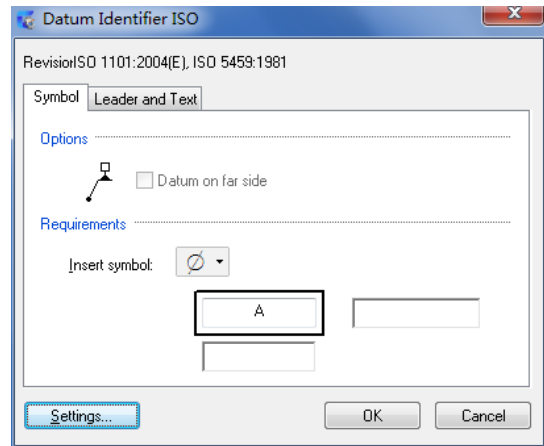 Datum Identifier ISO
RevisiorISO 1101:2004(E), ISO 5459:1981
Symbol Leader and Text
Options
Datum on far side
Requirements
Insert symbol:
A
Settings... OK Cancel